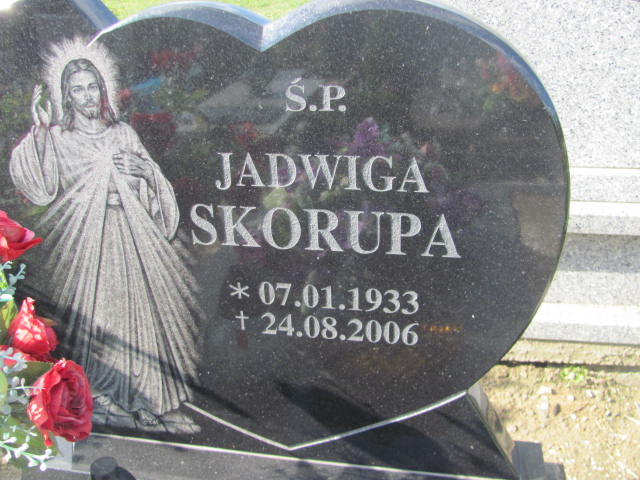 Ś.P.
JADWIGA
SKORUPA
* 07.01.1933
† 24.08.2006